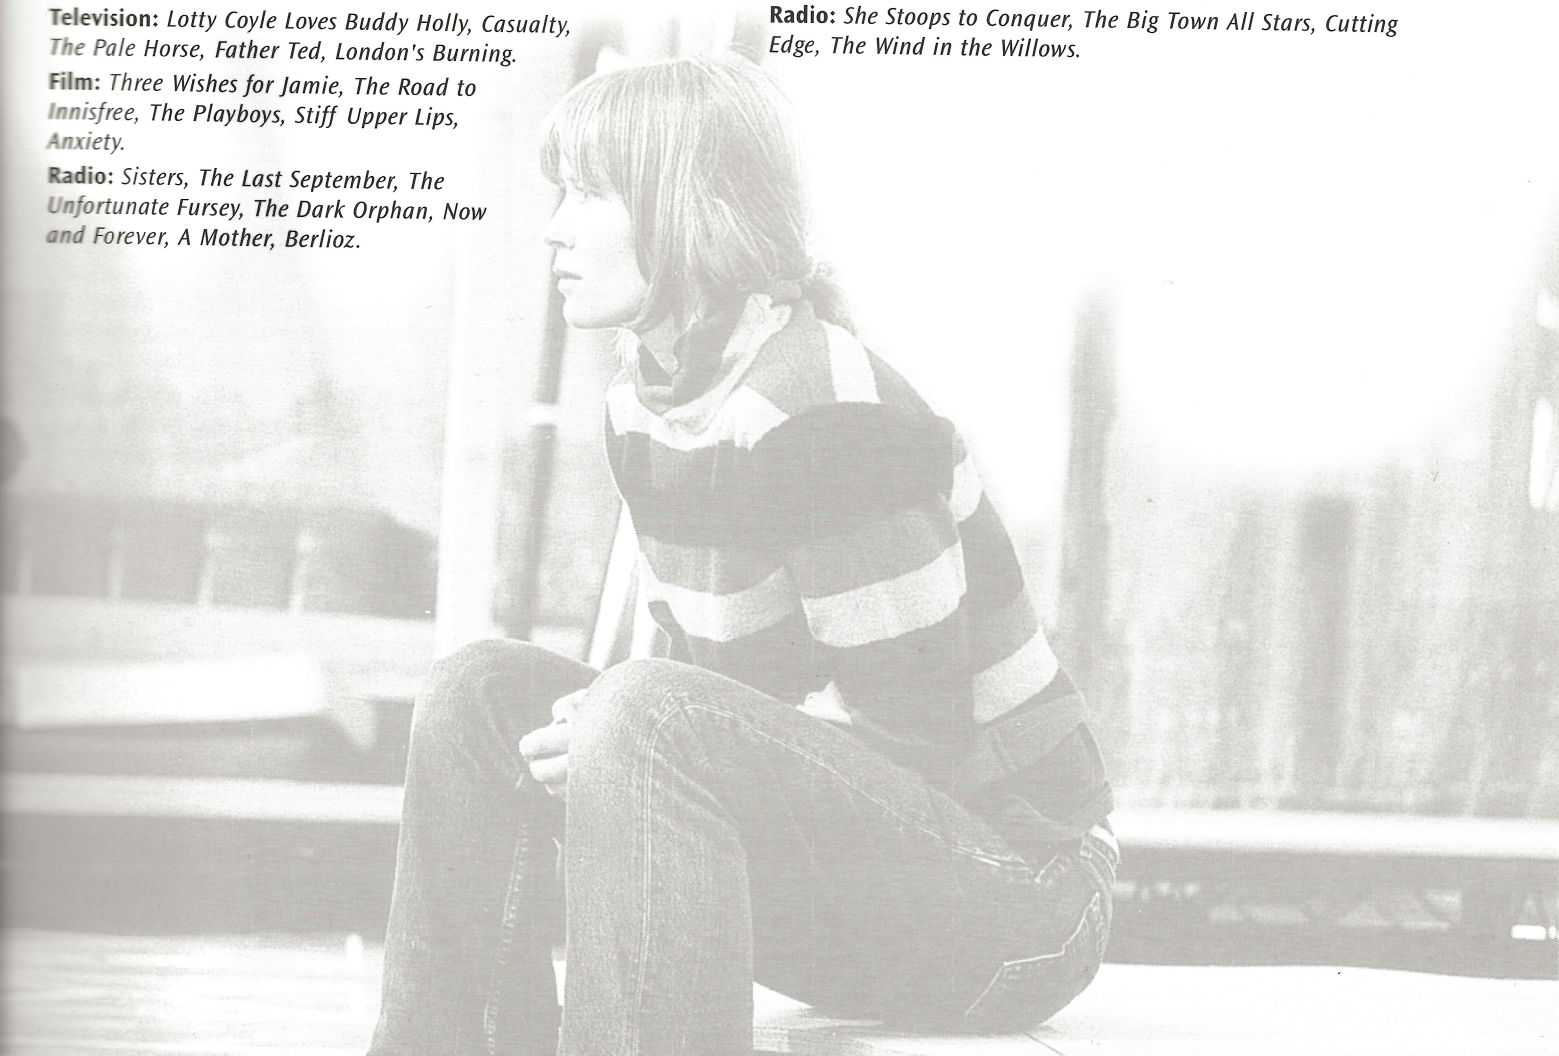 Television: Lotty Coyle Loves Buddy Holly, Casualty,
The Pale Horse, Father Ted, London's Burning.
Film: Three Wishes for Jamie, The Road to
Innisfree, The Playboys, Stiff Upper Lips,
Anxiety.
Radio: Sisters, The Last September, The
Unfortunate Fursey, The Dark Orphan, Now
and Forever, A Mother, Berlioz.
Radio: She Stoops to Conquer, The Big Town All Stars, Cutting
Edge, The Wind in the Willows.